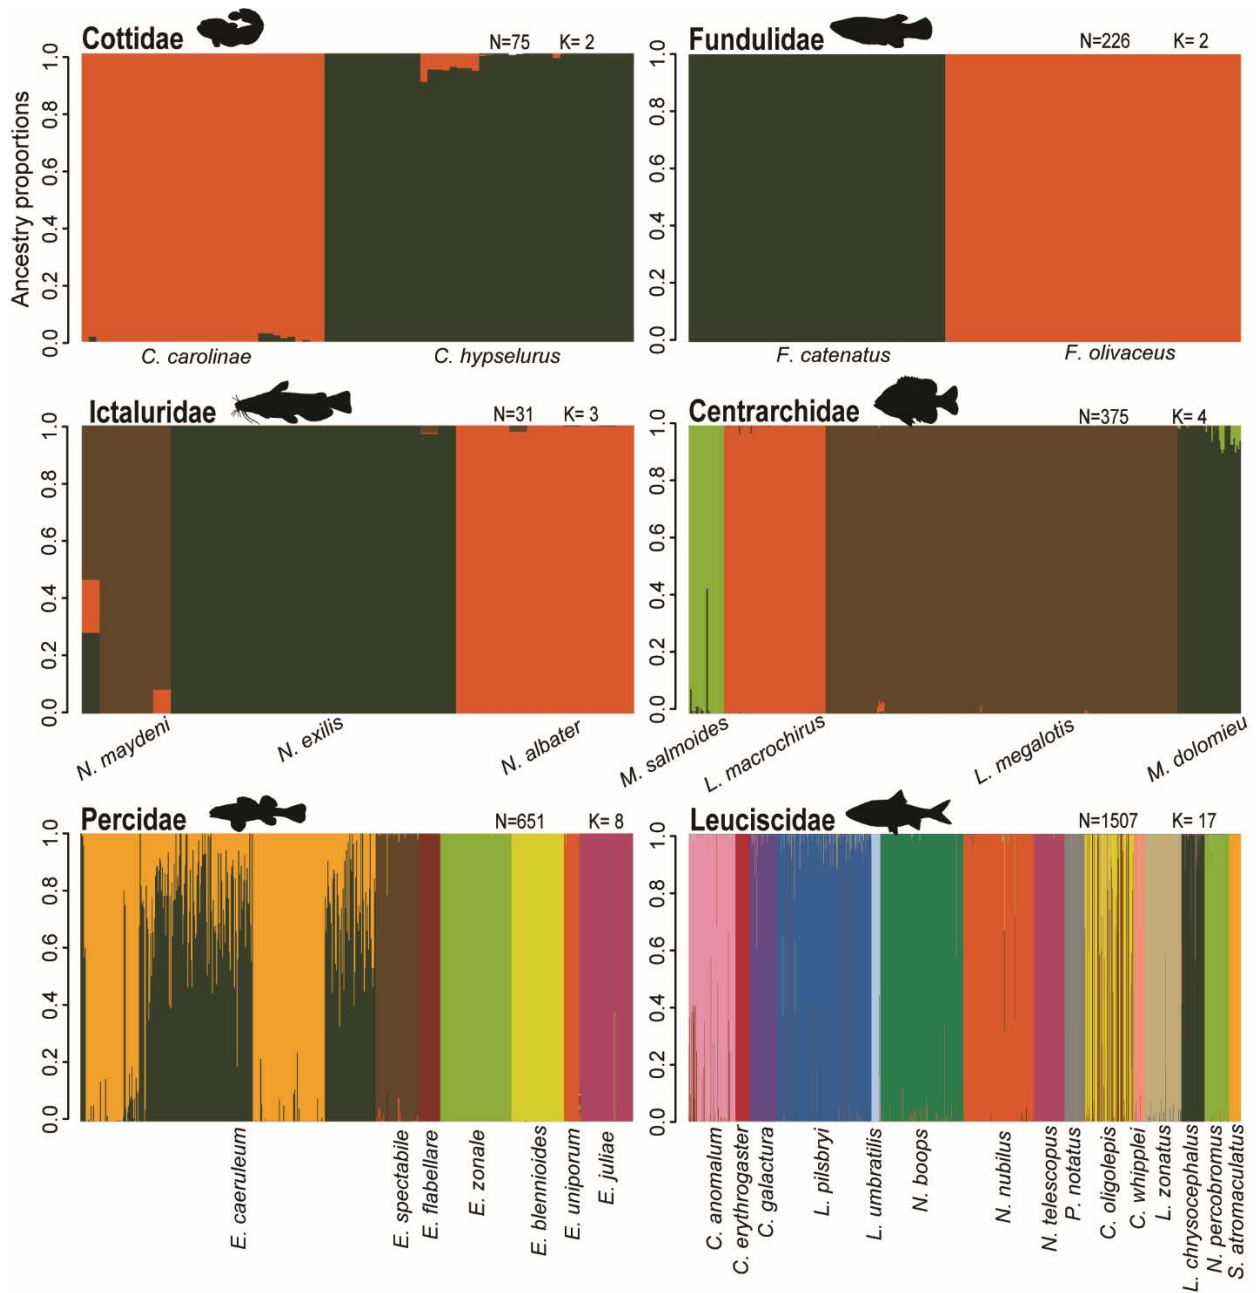 Cottidae
N=75 K= 2
Fundulidae
N=226 K= 2
Ancestry proportions
1.0
0.8
0.6
0.4
0.2
0.0
1.0
0.8
0.6
0.4
0.2
0.0
C. carolinae
C. hypselurus
F. catenatus
F. olivaceus
Ictaluridae
N=31 K= 3
Centrarchidae
N=375 K= 4
1.0
0.8
0.6
0.4
0.2
0.0
1.0
0.8
0.6
0.4
0.2
0.0
N. maydeni
N. exilis
N. albater
M. salmoides
L. macrochirus
L. megalotis
M. dolomieu
Percidae
N=651 K= 8
Leuciscidae
N=1507 K= 17
1.0
0.8
0.6
0.4
0.2
0.0
1.0
0.8
0.6
0.4
0.2
0.0
E. caeruleum
E. spectabile
E. flabellare
E. zonale
E. blennioides
E. uniporum
E. juliae
C. anomalum
C. erythrogaster
C. galactura
L. pilsbryi
L. umbratilis
N. boops
N. nubilus
N. telescopus
P. notatus
C. oligolepis
C. whipplei
L. zonatus
L. chrysocephalus
N. percobromus
S. atromaculatus